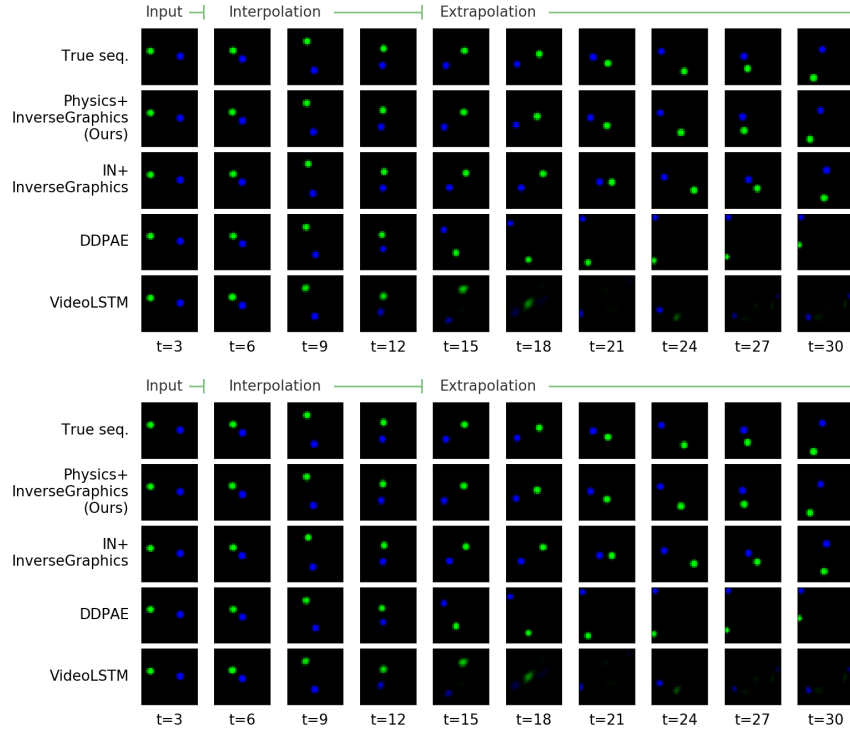 Input Interpolation Extrapolation
True seq.
Physics+
InverseGraphics
(Ours)
IN+
InverseGraphics
DDPAE
VideoLSTM
t=3 t=6 t=9 t=12 t=15 t=18 t=21 t=24 t=27 t=30
Input Interpolation Extrapolation
True seq.
Physics+
InverseGraphics
(Ours)
IN+
InverseGraphics
DDPAE
VideoLSTM
t=3 t=6 t=9 t=12 t=15 t=18 t=21 t=24 t=27 t=30